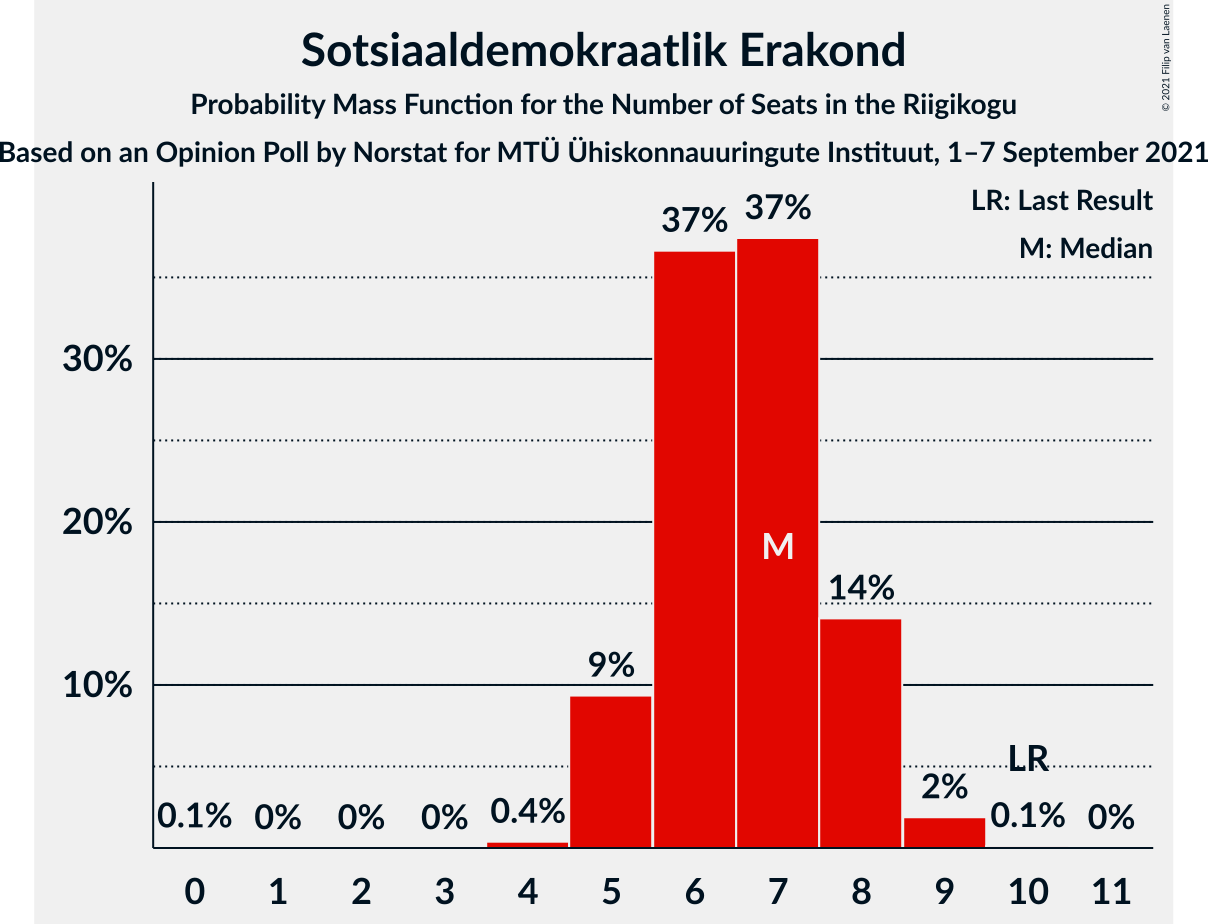 Sotsiaaldemokraatlik Erakond
Probability Mass Function for the Number of Seats in the Riigikogu
Based on an Opinion Poll by Norstat for MTÜ Ühiskonnauuringute Instituut, 1–7 September 2021
© 2021 Filip van Laenen
LR: Last Result
M: Median
37% 37%
30%
20%
M
14%
9%
10%
LR
2%
0.1% 0% 0% 0% 0.4% 0.1% 0%
0 1 2 3 4 5 6 7 8 9 10 11